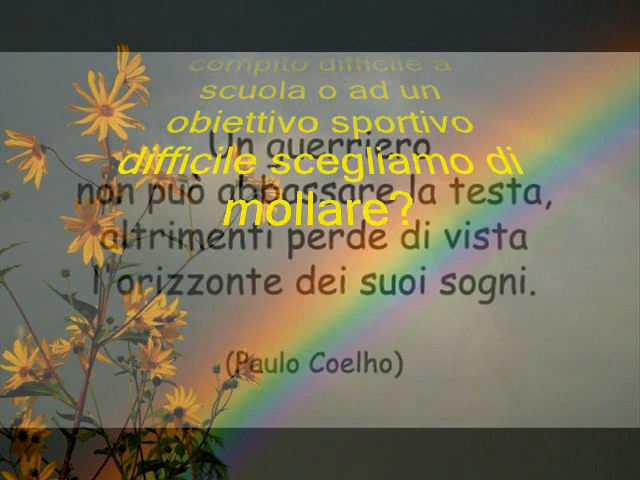 compito difficile a
scuola o ad un
obiettivo sportivo
difficile scegliamo di
mollare?
Un guerriero
non può abbassare la testa,
altrimenti perde di vista
l'orizzonte dei suoi sogni.
(Paulo Coelho)